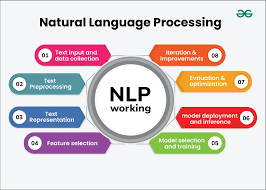 Natural Language Processing
01
Text input and
data collection
02
Text
Preprocessing
03
Text
Representation
04
Feature selection
NLP
working
08
Iteration &
improvements
07
Evauation &
optimization
06
model deployment
and inference
05
Model selection
and training